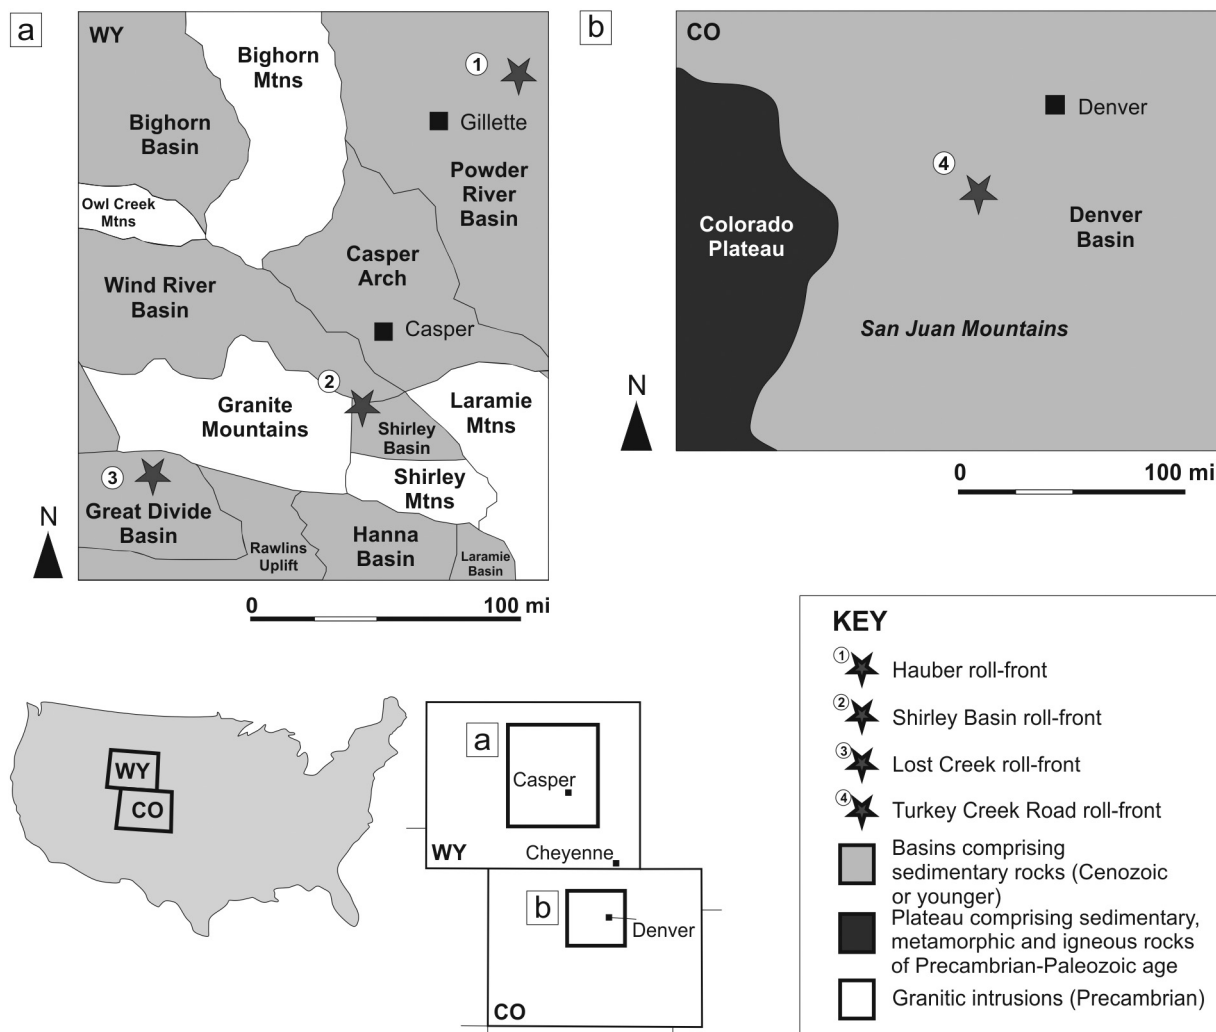 a
WY
Bighorn
Mtns
1
Gillette
Bighorn
Basin
Powder
River
Basin
Owl Creek
Mtns
Casper
Arch
Wind River
Basin
Casper
2
Granite
Mountains
Laramie
Mtns
Shirley
Basin
3
Shirley
Mtns
Great Divide
Basin
N
Rawlins
Uplift
Hanna
Basin
Laramie
Basin
0 100 mi
b
CO
Denver
4
Colorado
Plateau
Denver
Basin
San Juan Mountains
N
0 100 mi
WY
CO
a
Casper
WY
Cheyenne
b
Denver
CO
KEY
1 Hauber roll-front
2 Shirley Basin roll-front
3 Lost Creek roll-front
4 Turkey Creek Road roll-front
Basins comprising
sedimentary rocks (Cenozoic
or younger)
Plateau comprising sedimentary,
metamorphic and igneous rocks
of Precambrian-Paleozoic age
Granitic intrusions (Precambrian)